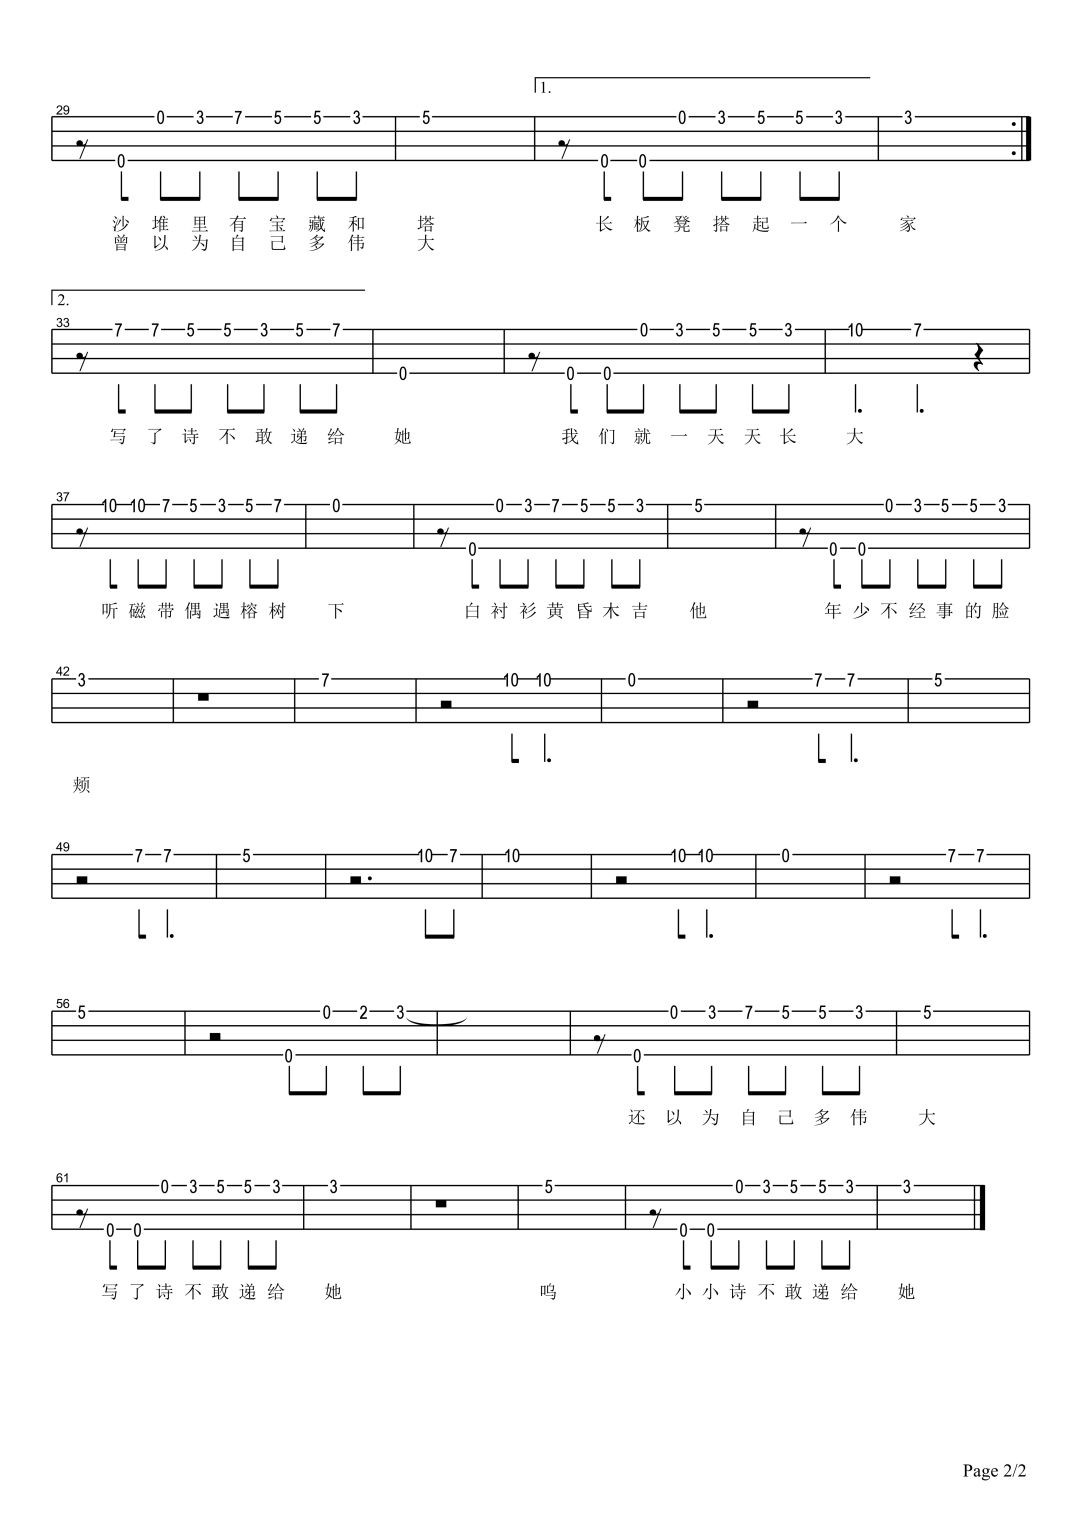 1.
29
0 3 7 5 5 3 5 0 3 5 5 3 3
0 0 0
沙堆里有宝藏和 塔 长板凳搭起一个 家
曾以为自己多伟 大
2.
33
7 7 5 5 3 5 7 0 3 5 5 3 10 7
0 0 0
写了诗不敢递给 她 我们就一天天长 大
37
10 10 7 5 3 5 7 0 0 3 7 5 5 3 5 0 3 5 5 3
0 0 0
听磁带偶遇榕树 下 白衬衫黄昏木吉 他 年少不经事的脸
42
3 7 10 10 0 7 7 5
颊
49
7 7 5 10 7 10 10 10 0 7 7
56
5 0 2 3 0 3 7 5 5 3 5
0 0
还以为自己多伟 大
61
0 3 5 5 3 3 5 0 3 5 5 3 3
0 0 0 0
写了诗不敢递给 她 呜 小小诗不敢递给 她
Page 2/2